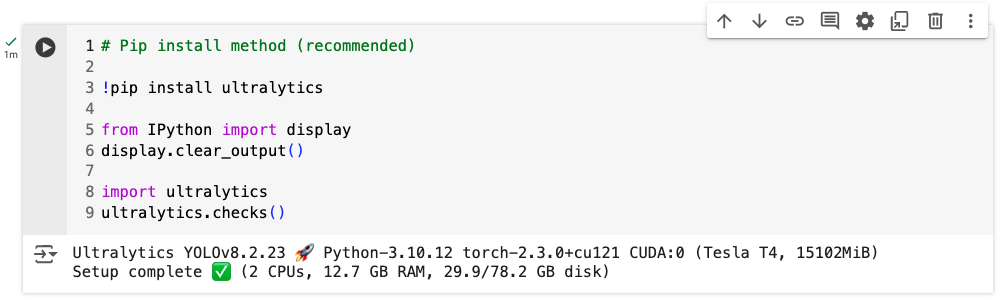 1m
1 # Pip install method (recommended)
2
3 !pip install ultralytics
4
5 from IPython import display
6 display.clear_output()
7
8 import ultralytics
9 ultralytics.checks()
Ultralytics YOLOv8.2.23 🚀 Python-3.10.12 torch-2.3.0+cu121 CUDA:0 (Tesla T4, 15102MiB)
Setup complete ✅ (2 CPUs, 12.7 GB RAM, 29.9/78.2 GB disk)